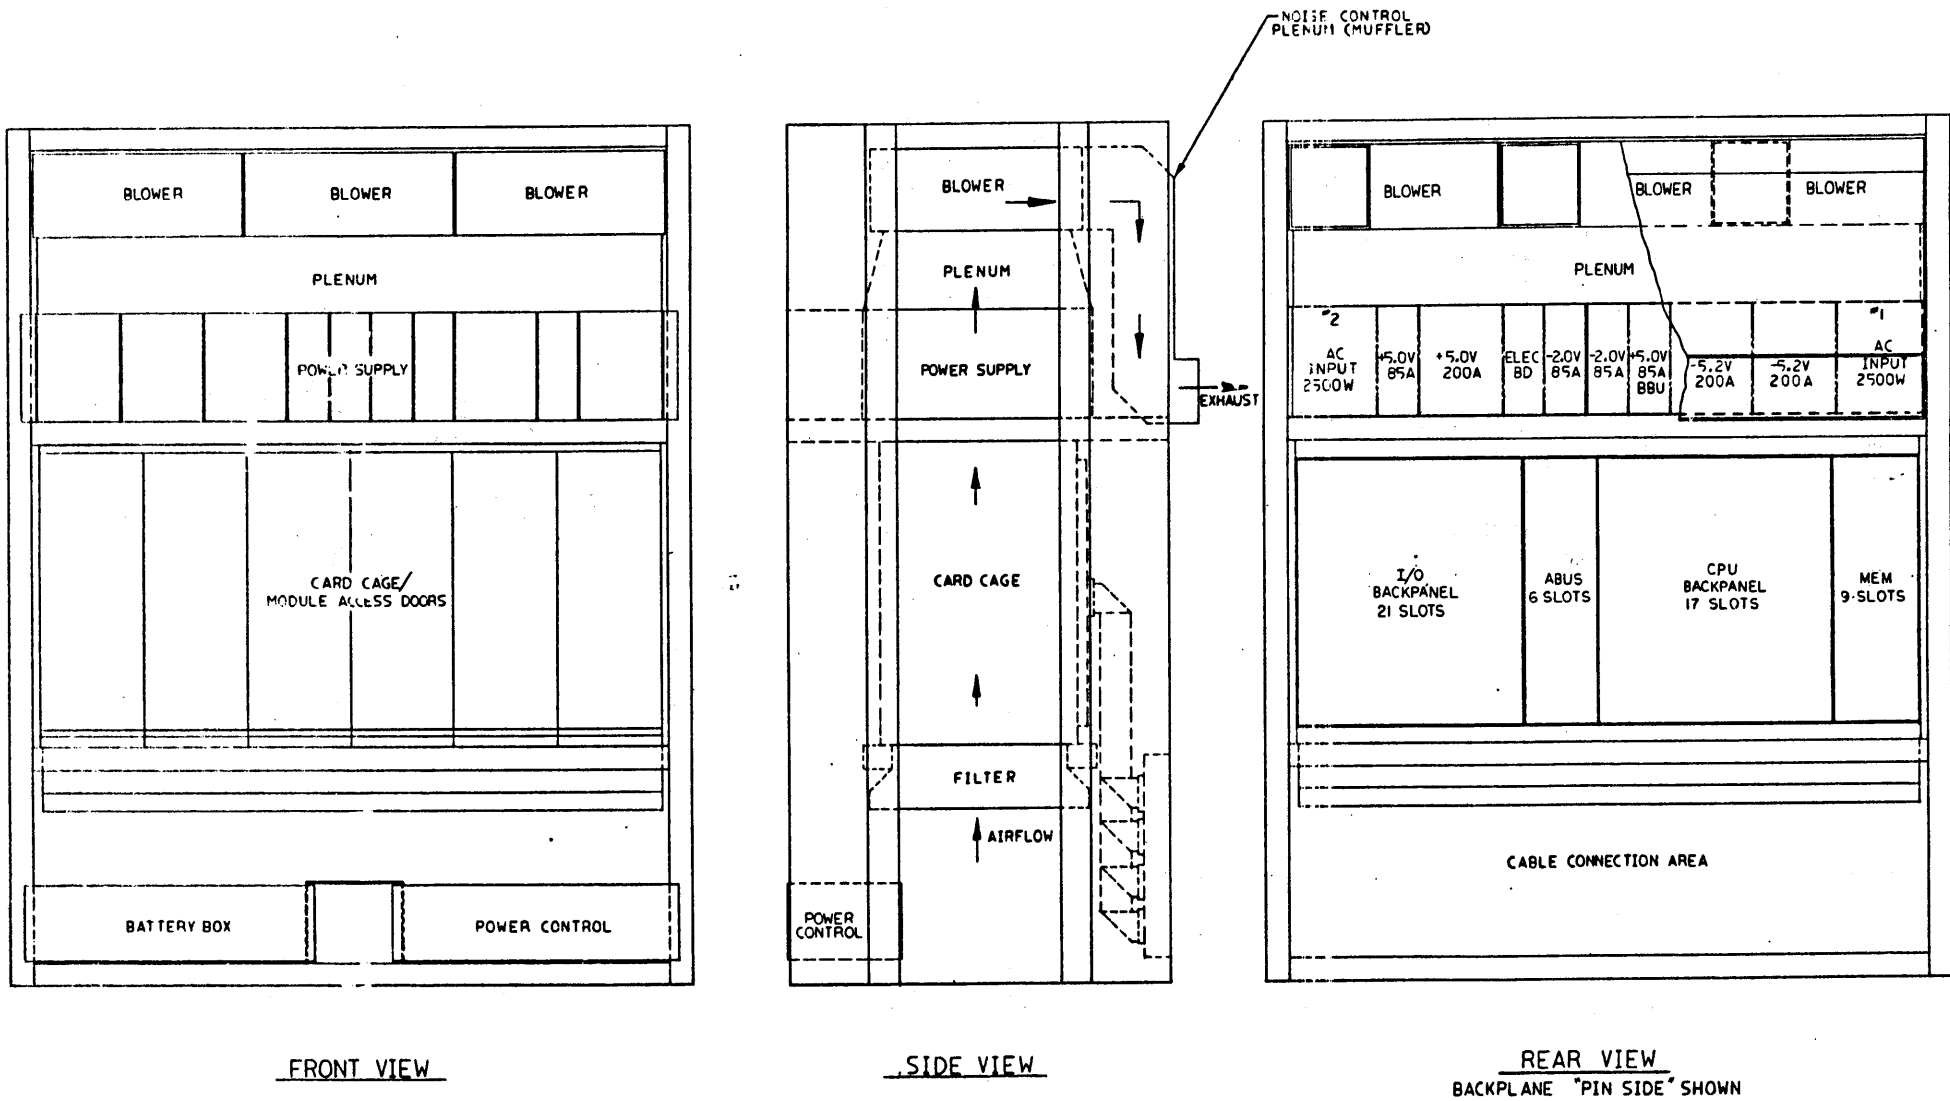 NOISE CONTROL
PLENUM (MUFFLER)
BLOWER
BLOWER
BLOWER
PLENUM
POWER SUPPLY
CARD CAGE/
MODULE ACCESS DOORS
BATTERY BOX
POWER CONTROL
FRONT VIEW
BLOWER
PLENUM
POWER SUPPLY
EXHAUST
CARD CAGE
FILTER
AIRFLOW
POWER
CONTROL
SIDE VIEW
BLOWER
BLOWER
BLOWER
PLENUM
#2
AC
INPUT
2500W
+5.0V
85A
+5.0V
200A
ELEC
BD
-2.0V
85A
-2.0V
85A
+5.0V
85A
BBU
-5.2V
200A
-5.2V
200A
#1
AC
INPUT
2500W
I/O
BACKPANEL
21 SLOTS
ABUS
6 SLOTS
CPU
BACKPANEL
17 SLOTS
MEM
9-SLOTS
CABLE CONNECTION AREA
REAR VIEW
BACKPLANE "PIN SIDE" SHOWN